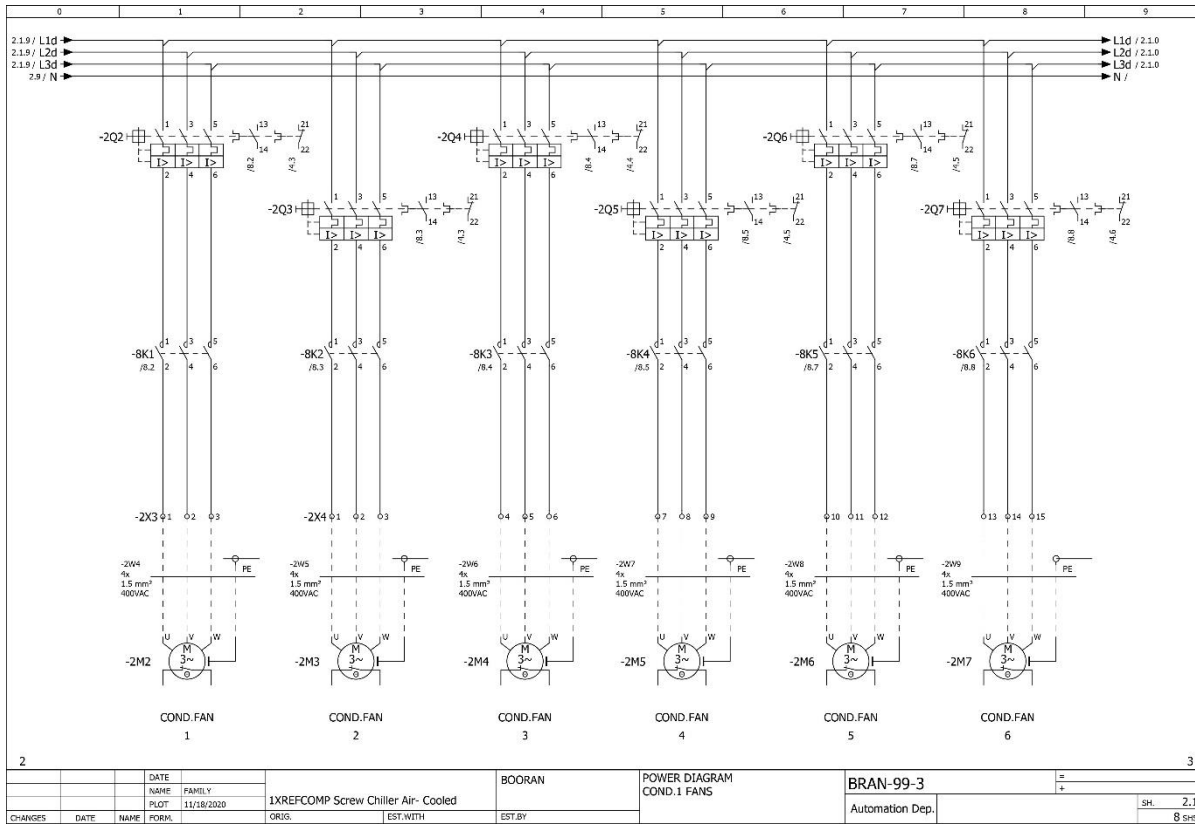 0 1 2 3 4 5 6 7 8 9
2.1.9 / L1d L1d / 2.1.0
2.1.9 / L2d L2d / 2.1.0
2.1.9 / L3d L3d / 2.1.0
2.9 / N N /
-2Q2 1 3 5 13 21 -2Q4 1 3 5 13 21 -2Q6 1 3 5 13 21
I> I> I> 14 22 I> I> I> 14 22 I> I> I> 14 22
2 4 6 /8.2 /4.3 2 4 6 /8.4 /4.4 2 4 6 /8.7 /4.5
-2Q3 1 3 5 13 21 -2Q5 1 3 5 13 21 -2Q7 1 3 5 13 21
I> I> I> 14 22 I> I> I> 14 22 I> I> I> 14 22
2 4 6 /8.3 /4.3 2 4 6 /8.5 /4.5 2 4 6 /8.8 /4.6
-8K1 1 3 5 -8K2 1 3 5 -8K3 1 3 5 -8K4 1 3 5 -8K5 1 3 5 -8K6 1 3 5
/8.2 2 4 6 /8.3 2 4 6 /8.4 2 4 6 /8.5 2 4 6 /8.7 2 4 6 /8.8 2 4 6
-2X3 1 2 3 -2X4 1 2 3 4 5 6 7 8 9 10 11 12 13 14 15
-2W4 PE -2W5 PE -2W6 PE -2W7 PE -2W8 PE -2W9 PE
4x 4x 4x 4x 4x 4x
1.5 mm² 1.5 mm² 1.5 mm² 1.5 mm² 1.5 mm² 1.5 mm²
400VAC 400VAC 400VAC 400VAC 400VAC 400VAC
U V W U V W U V W U V W U V W U V W
M M M M M M
-2M2 3~ -2M3 3~ -2M4 3~ -2M5 3~ -2M6 3~ -2M7 3~
COND.FAN COND.FAN COND.FAN COND.FAN COND.FAN COND.FAN
1 2 3 4 5 6
2 3
DATE
NAME FAMILY
PLOT 11/18/2020
CHANGES DATE NAME FORM.
1XREFCOMP Screw Chiller Air- Cooled
ORIG. EST.WITH EST.BY
BOORAN
POWER DIAGRAM
COND.1 FANS
BRAN-99-3
Automation Dep.
=
+
SH. 2.1
8 SHS